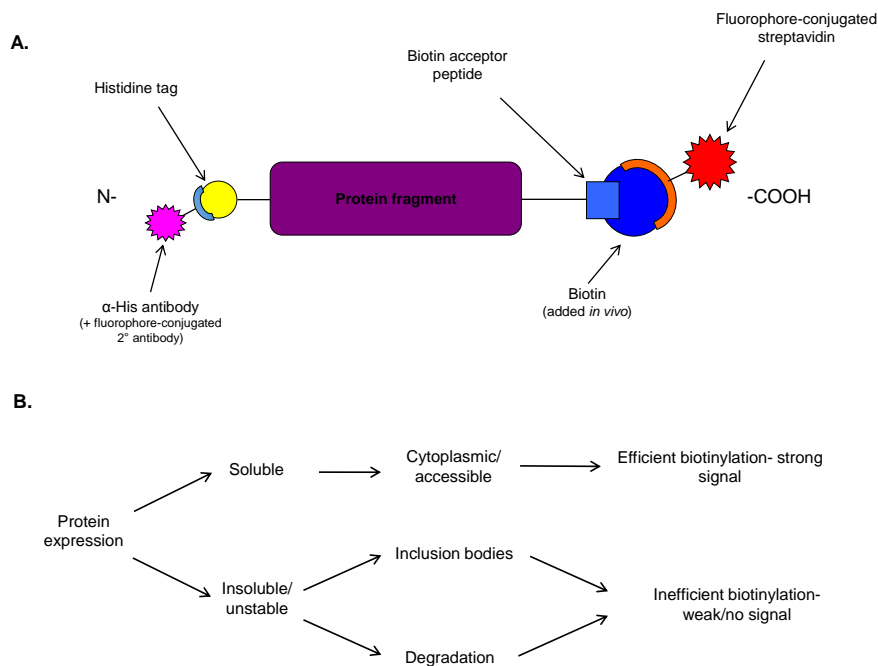 A.
Fluorophore-conjugated
streptavidin
Biotin acceptor
peptide
Histidine tag
N-
Protein fragment
-COOH
α-His antibody
(+ fluorophore-conjugated
2° antibody)
Biotin
(added in vivo)
B.
Soluble
Cytoplasmic/
accessible
Efficient biotinylation- strong
signal
Protein
expression
Insoluble/
unstable
Inclusion bodies
Inefficient biotinylation-
weak/no signal
Degradation